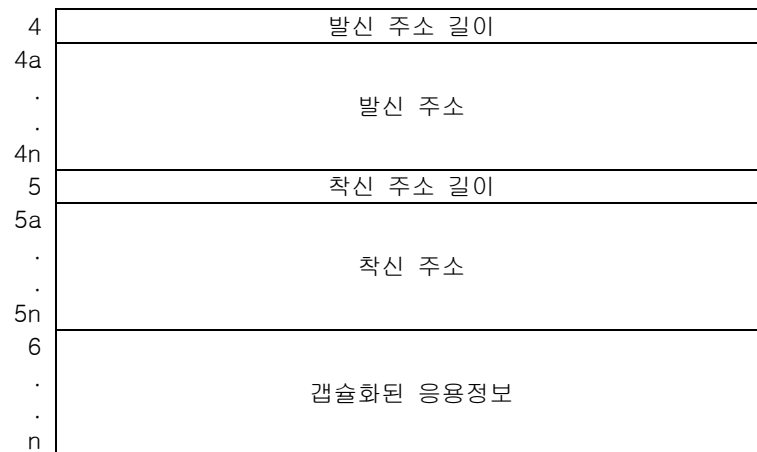 4 발신 주소 길이
4a
.
발신 주소
.
4n
5 착신 주소 길이
5a
.
착신 주소
.
5n
6
.
갭슐화된 응용정보
.
n